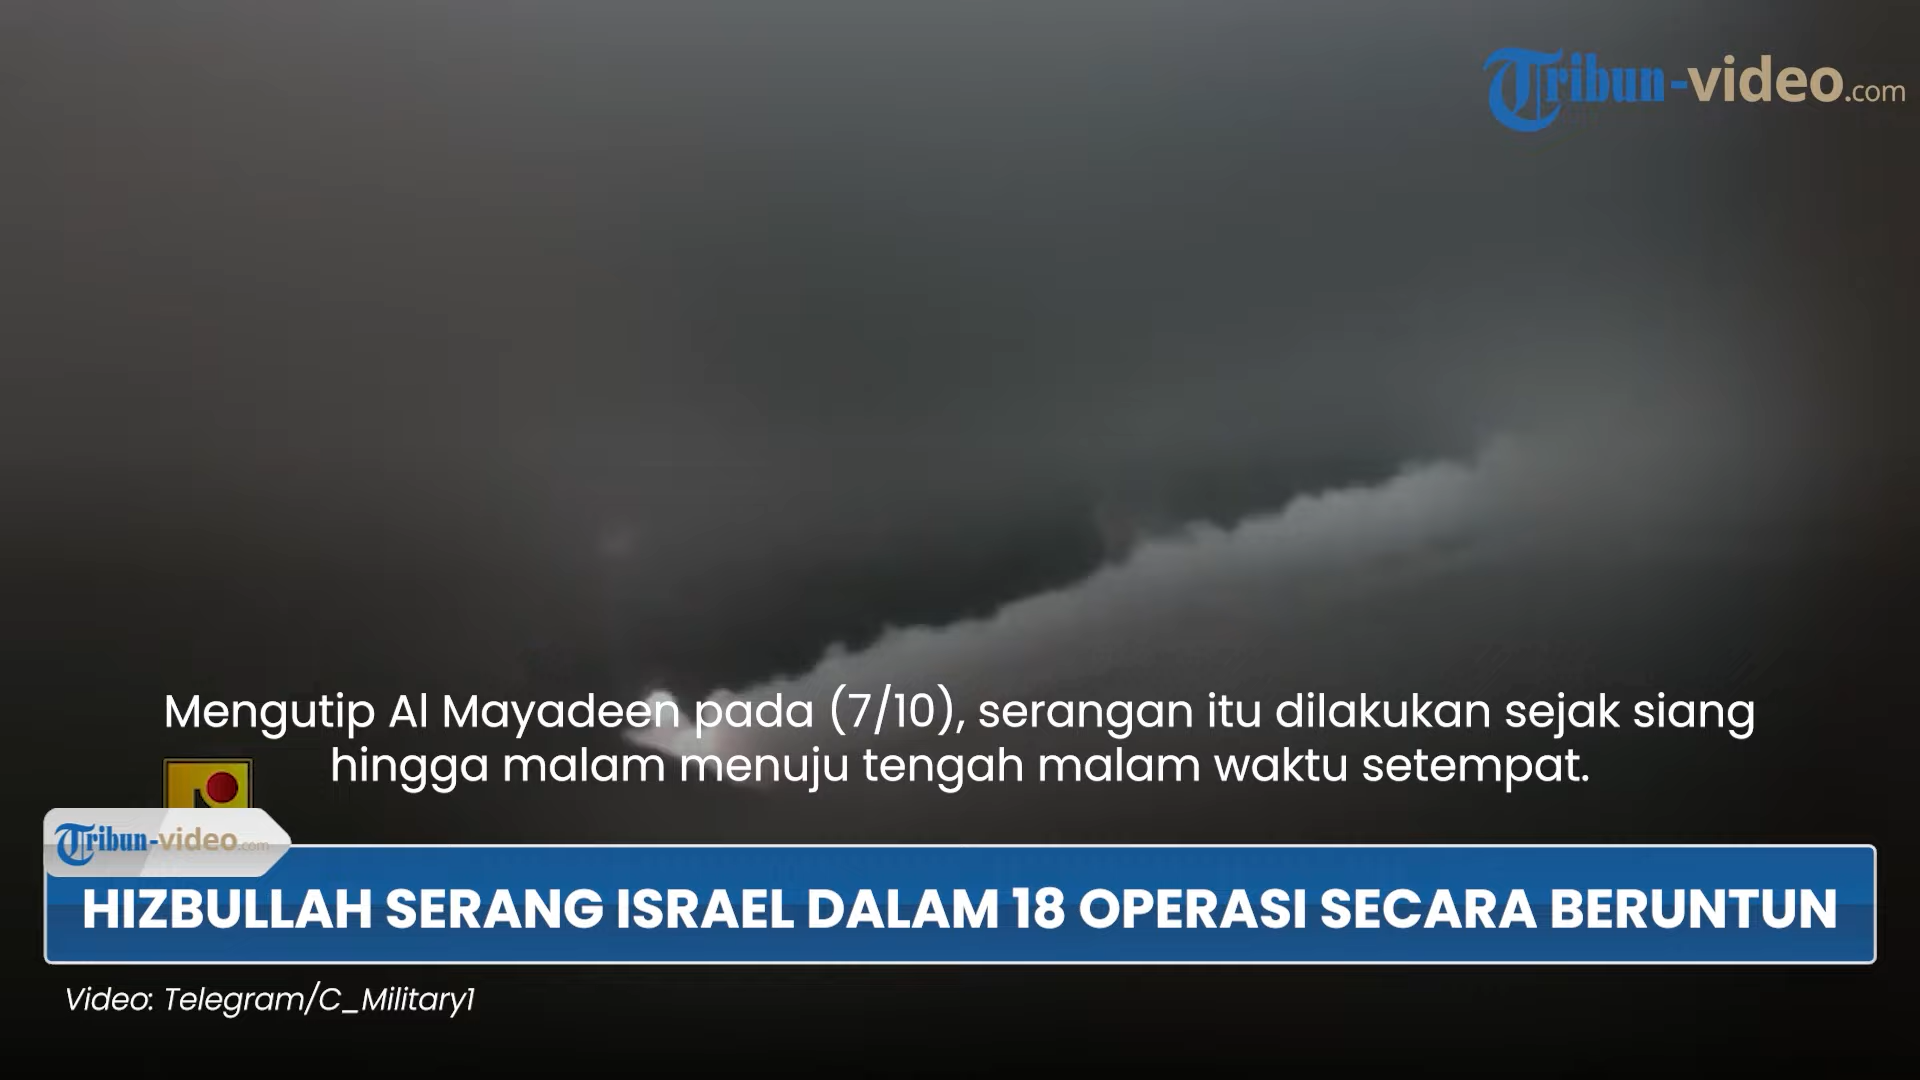 Tribun-video.com
Mengutip Al Mayadeen pada (7/10), serangan itu dilakukan sejak siang
hingga malam menuju tengah malam waktu setempat.
Tribun-video.com
HIZBULLAH SERANG ISRAEL DALAM 18 OPERASI SECARA BERUNTUN
Video: Telegram/C_Military1